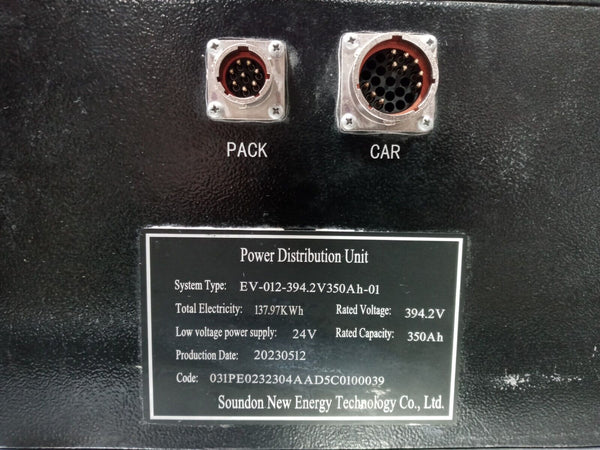 PACK
CAR
Power Distribution Unit
System Type: EV-012-394.2V350Ah-01
Total Electricity: 137.97KWh Rated Voltage: 394.2V
Low voltage power supply: 24V Rated Capacity: 350Ah
Production Date: 20230512
Code: 031PE0232304AAD5C0100039
Soundon New Energy Technology Co., Ltd.